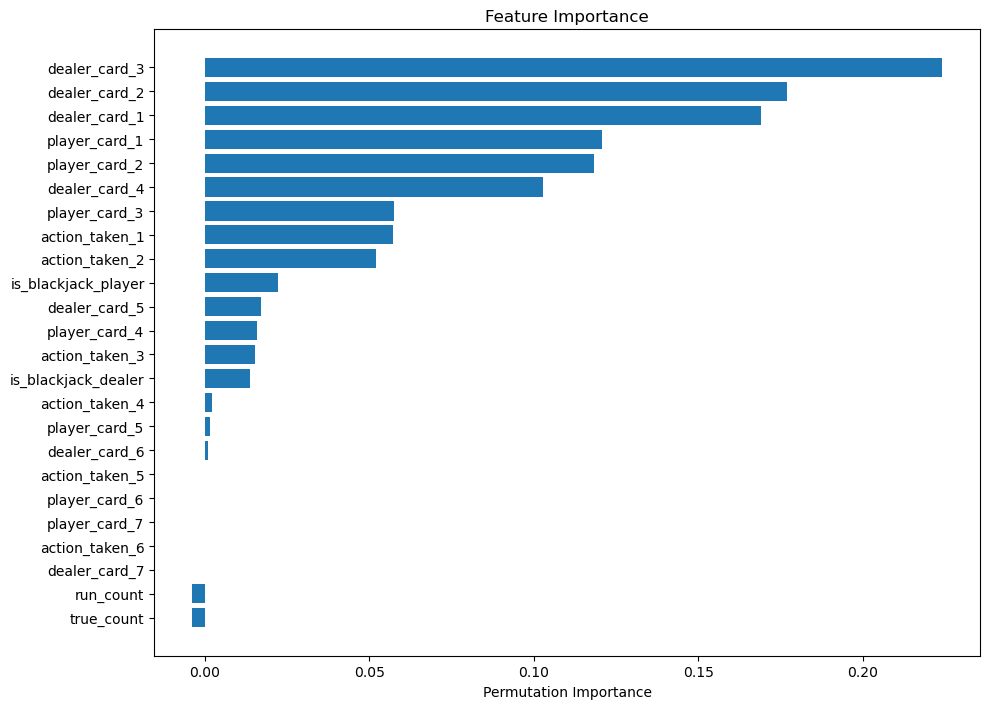 Feature Importance
dealer_card_3
dealer_card_2
dealer_card_1
player_card_1
player_card_2
dealer_card_4
player_card_3
action_taken_1
action_taken_2
is_blackjack_player
dealer_card_5
player_card_4
action_taken_3
is_blackjack_dealer
action_taken_4
player_card_5
dealer_card_6
action_taken_5
player_card_6
player_card_7
action_taken_6
dealer_card_7
run_count
true_count
0.00 0.05 0.10 0.15 0.20
Permutation Importance